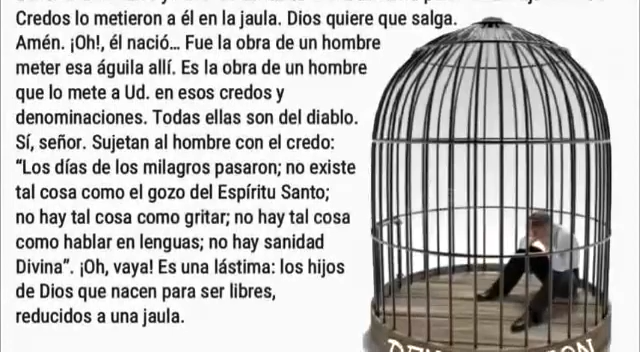 Credos lo metieron a él en la jaula. Dios quiere que salga.
Amén. ¡Oh!, él nació... Fue la obra de un hombre
meter esa águila allí. Es la obra de un hombre
que lo mete a Ud. en esos credos y
denominaciones. Todas ellas son del diablo.
Sí, señor. Sujetan al hombre con el credo:
“Los días de los milagros pasaron; no existe
tal cosa como el gozo del Espíritu Santo;
no hay tal cosa como gritar; no hay tal cosa
como hablar en lenguas; no hay sanidad
Divina”. ¡Oh, vaya! Es una lástima: los hijos
de Dios que nacen para ser libres,
reducidos a una jaula.